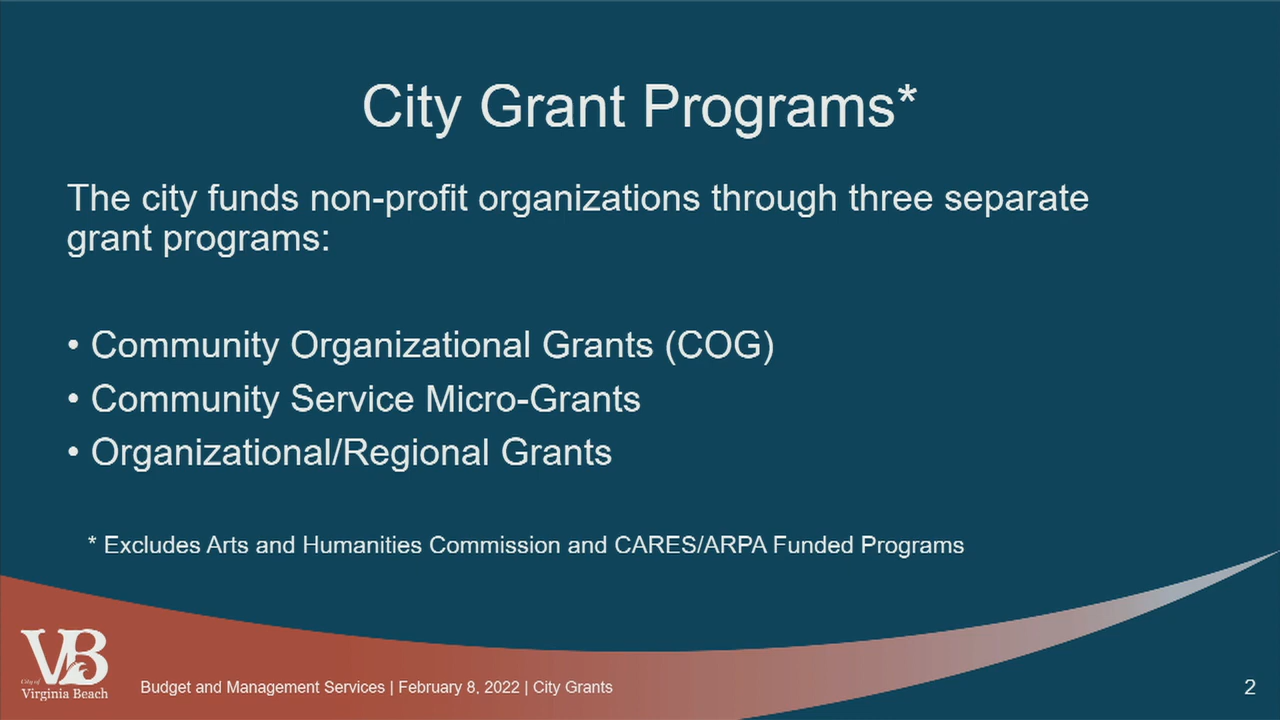 City Grant Programs*
The city funds non-profit organizations through three separate
grant programs:
• Community Organizational Grants (COG)
• Community Service Micro-Grants
• Organizational/Regional Grants
* Excludes Arts and Humanities Commission and CARES/ARPA Funded Programs
VB
City of
Virginia Beach
Budget and Management Services | February 8, 2022 | City Grants
2